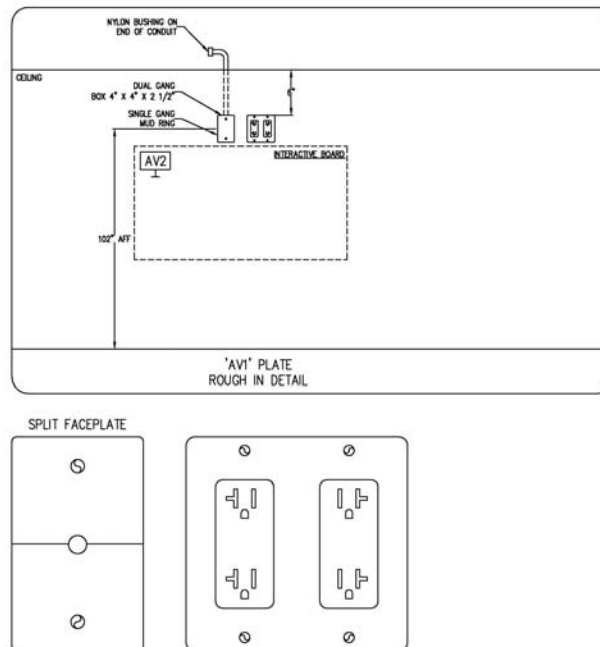 NYLON BUSHING ON
END OF CONDUIT
CEILING
DUAL GANG
BOX 4" X 4" X 2 1/2"
SINGLE GANG
MUD RING
INTERACTIVE BOARD
AV2
102" AFF
'AV1' PLATE
ROUGH IN DETAIL
SPLIT FACEPLATE